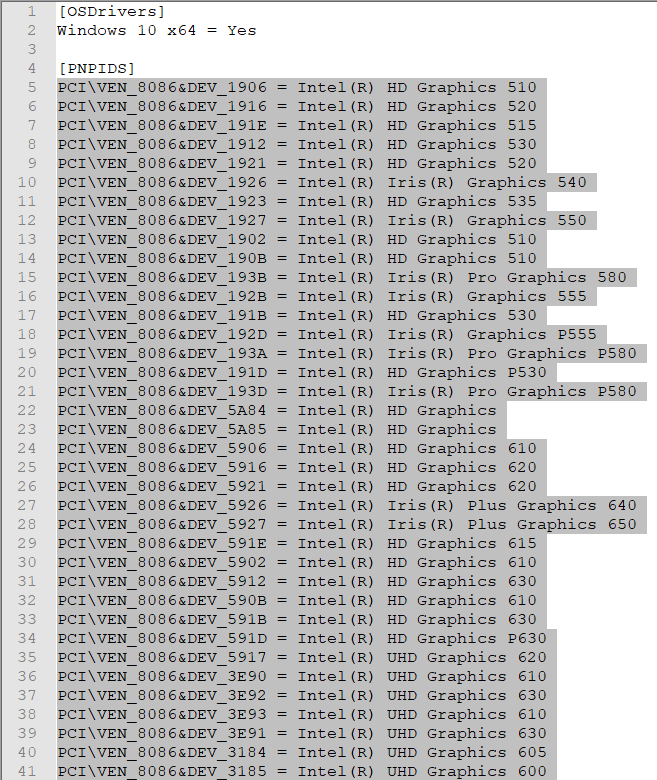 1 [OSDrivers]
2 Windows 10 x64 = Yes
3
4 [PNPIDS]
5 PCI\VEN_8086&DEV_1906 = Intel(R) HD Graphics 510
6 PCI\VEN_8086&DEV_1916 = Intel(R) HD Graphics 520
7 PCI\VEN_8086&DEV_191E = Intel(R) HD Graphics 515
8 PCI\VEN_8086&DEV_1912 = Intel(R) HD Graphics 530
9 PCI\VEN_8086&DEV_1921 = Intel(R) HD Graphics 520
10 PCI\VEN_8086&DEV_1926 = Intel(R) Iris(R) Graphics 540
11 PCI\VEN_8086&DEV_1923 = Intel(R) HD Graphics 535
12 PCI\VEN_8086&DEV_1927 = Intel(R) Iris(R) Graphics 550
13 PCI\VEN_8086&DEV_1902 = Intel(R) HD Graphics 510
14 PCI\VEN_8086&DEV_190B = Intel(R) HD Graphics 510
15 PCI\VEN_8086&DEV_193B = Intel(R) Iris(R) Pro Graphics 580
16 PCI\VEN_8086&DEV_192B = Intel(R) Iris(R) Graphics 555
17 PCI\VEN_8086&DEV_191B = Intel(R) HD Graphics 530
18 PCI\VEN_8086&DEV_192D = Intel(R) Iris(R) Graphics P555
19 PCI\VEN_8086&DEV_193A = Intel(R) Iris(R) Pro Graphics P580
20 PCI\VEN_8086&DEV_191D = Intel(R) HD Graphics P530
21 PCI\VEN_8086&DEV_193D = Intel(R) Iris(R) Pro Graphics P580
22 PCI\VEN_8086&DEV_5A84 = Intel(R) HD Graphics
23 PCI\VEN_8086&DEV_5A85 = Intel(R) HD Graphics
24 PCI\VEN_8086&DEV_5906 = Intel(R) HD Graphics 610
25 PCI\VEN_8086&DEV_5916 = Intel(R) HD Graphics 620
26 PCI\VEN_8086&DEV_5921 = Intel(R) HD Graphics 620
27 PCI\VEN_8086&DEV_5926 = Intel(R) Iris(R) Plus Graphics 640
28 PCI\VEN_8086&DEV_5927 = Intel(R) Iris(R) Plus Graphics 650
29 PCI\VEN_8086&DEV_591E = Intel(R) HD Graphics 615
30 PCI\VEN_8086&DEV_5902 = Intel(R) HD Graphics 610
31 PCI\VEN_8086&DEV_5912 = Intel(R) HD Graphics 630
32 PCI\VEN_8086&DEV_590B = Intel(R) HD Graphics 610
33 PCI\VEN_8086&DEV_591B = Intel(R) HD Graphics 630
34 PCI\VEN_8086&DEV_591D = Intel(R) HD Graphics P630
35 PCI\VEN_8086&DEV_5917 = Intel(R) UHD Graphics 620
36 PCI\VEN_8086&DEV_3E90 = Intel(R) UHD Graphics 610
37 PCI\VEN_8086&DEV_3E92 = Intel(R) UHD Graphics 630
38 PCI\VEN_8086&DEV_3E93 = Intel(R) UHD Graphics 610
39 PCI\VEN_8086&DEV_3E91 = Intel(R) UHD Graphics 630
40 PCI\VEN_8086&DEV_3184 = Intel(R) UHD Graphics 605
41 PCI\VEN_8086&DEV_3185 = Intel(R) UHD Graphics 600